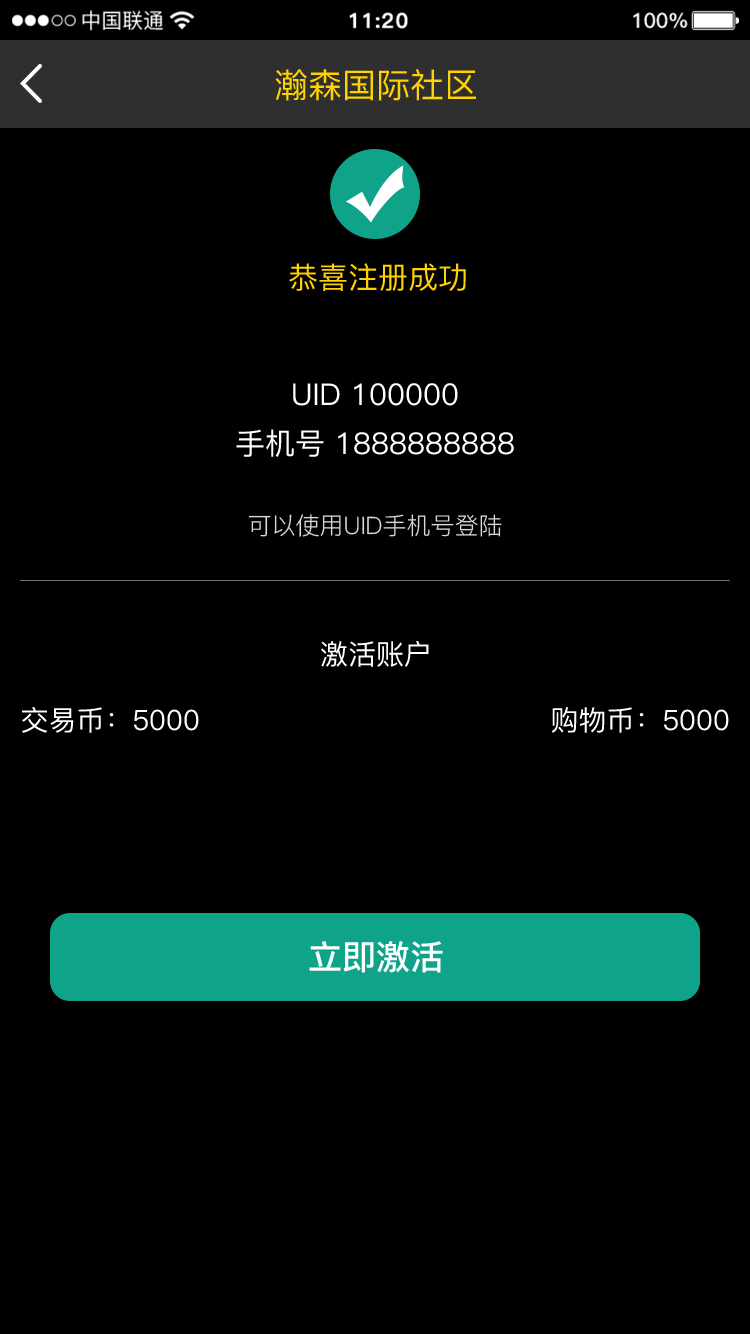 中国联通 11:20 100%
瀚森国际社区
恭喜注册成功
UID 100000
手机号 1888888888
可以使用UID手机号登陆
激活账户
交易币：5000 购物币：5000
立即激活